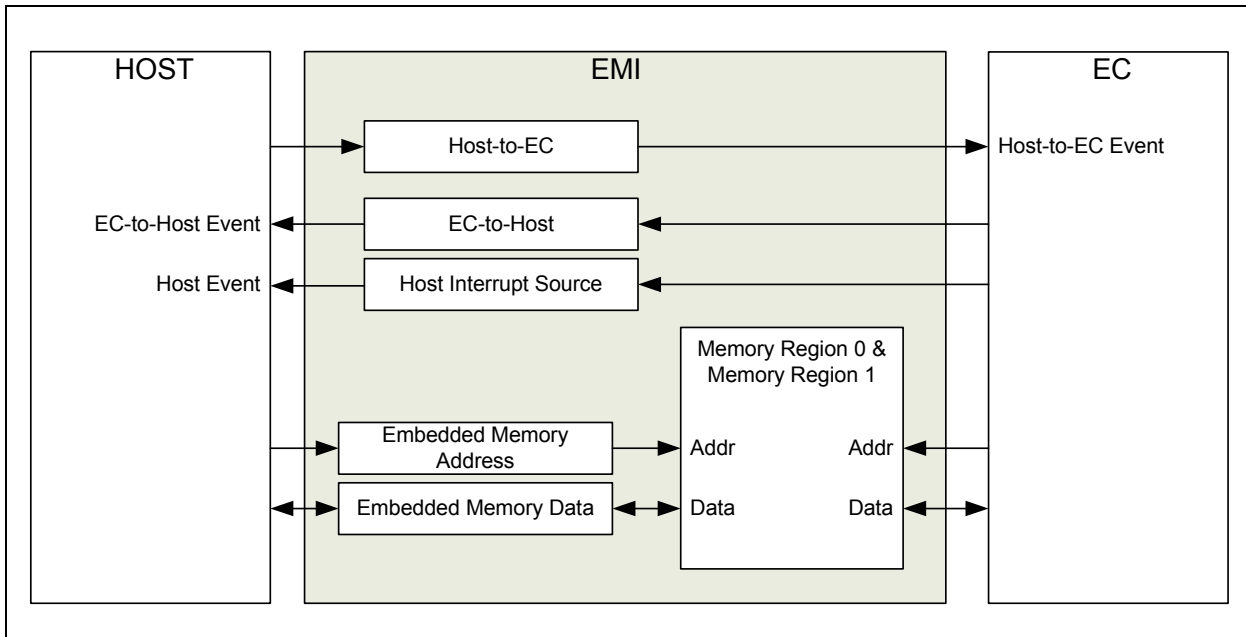 HOST
EMI
EC
Host-to-EC
Host-to-EC Event
EC-to-Host Event
EC-to-Host
Host Event
Host Interrupt Source
Memory Region 0 &
Memory Region 1
Embedded Memory
Address
Addr
Addr
Embedded Memory Data
Data
Data